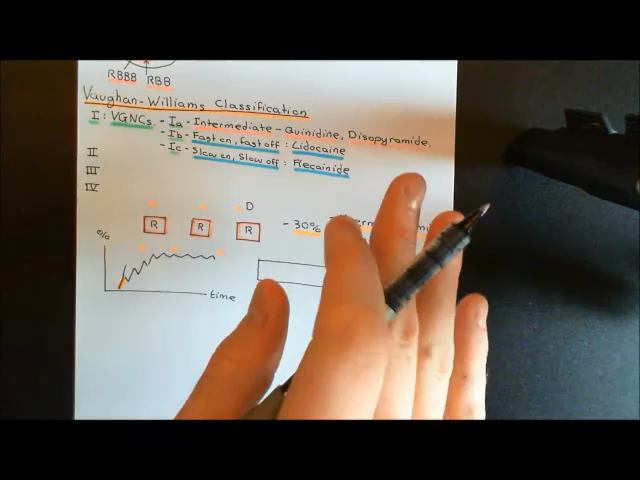 RBBB RBB
Vaughan-Williams Classification
I : VGNCs. - Ia - Intermediate - Quinidine, Disopyramide.
- Ib - Fast on, fast off : Lidocaine
- Ic - Slow on, slow off : Flecainide
II
III
IV
D
R R R - 30%
%
time